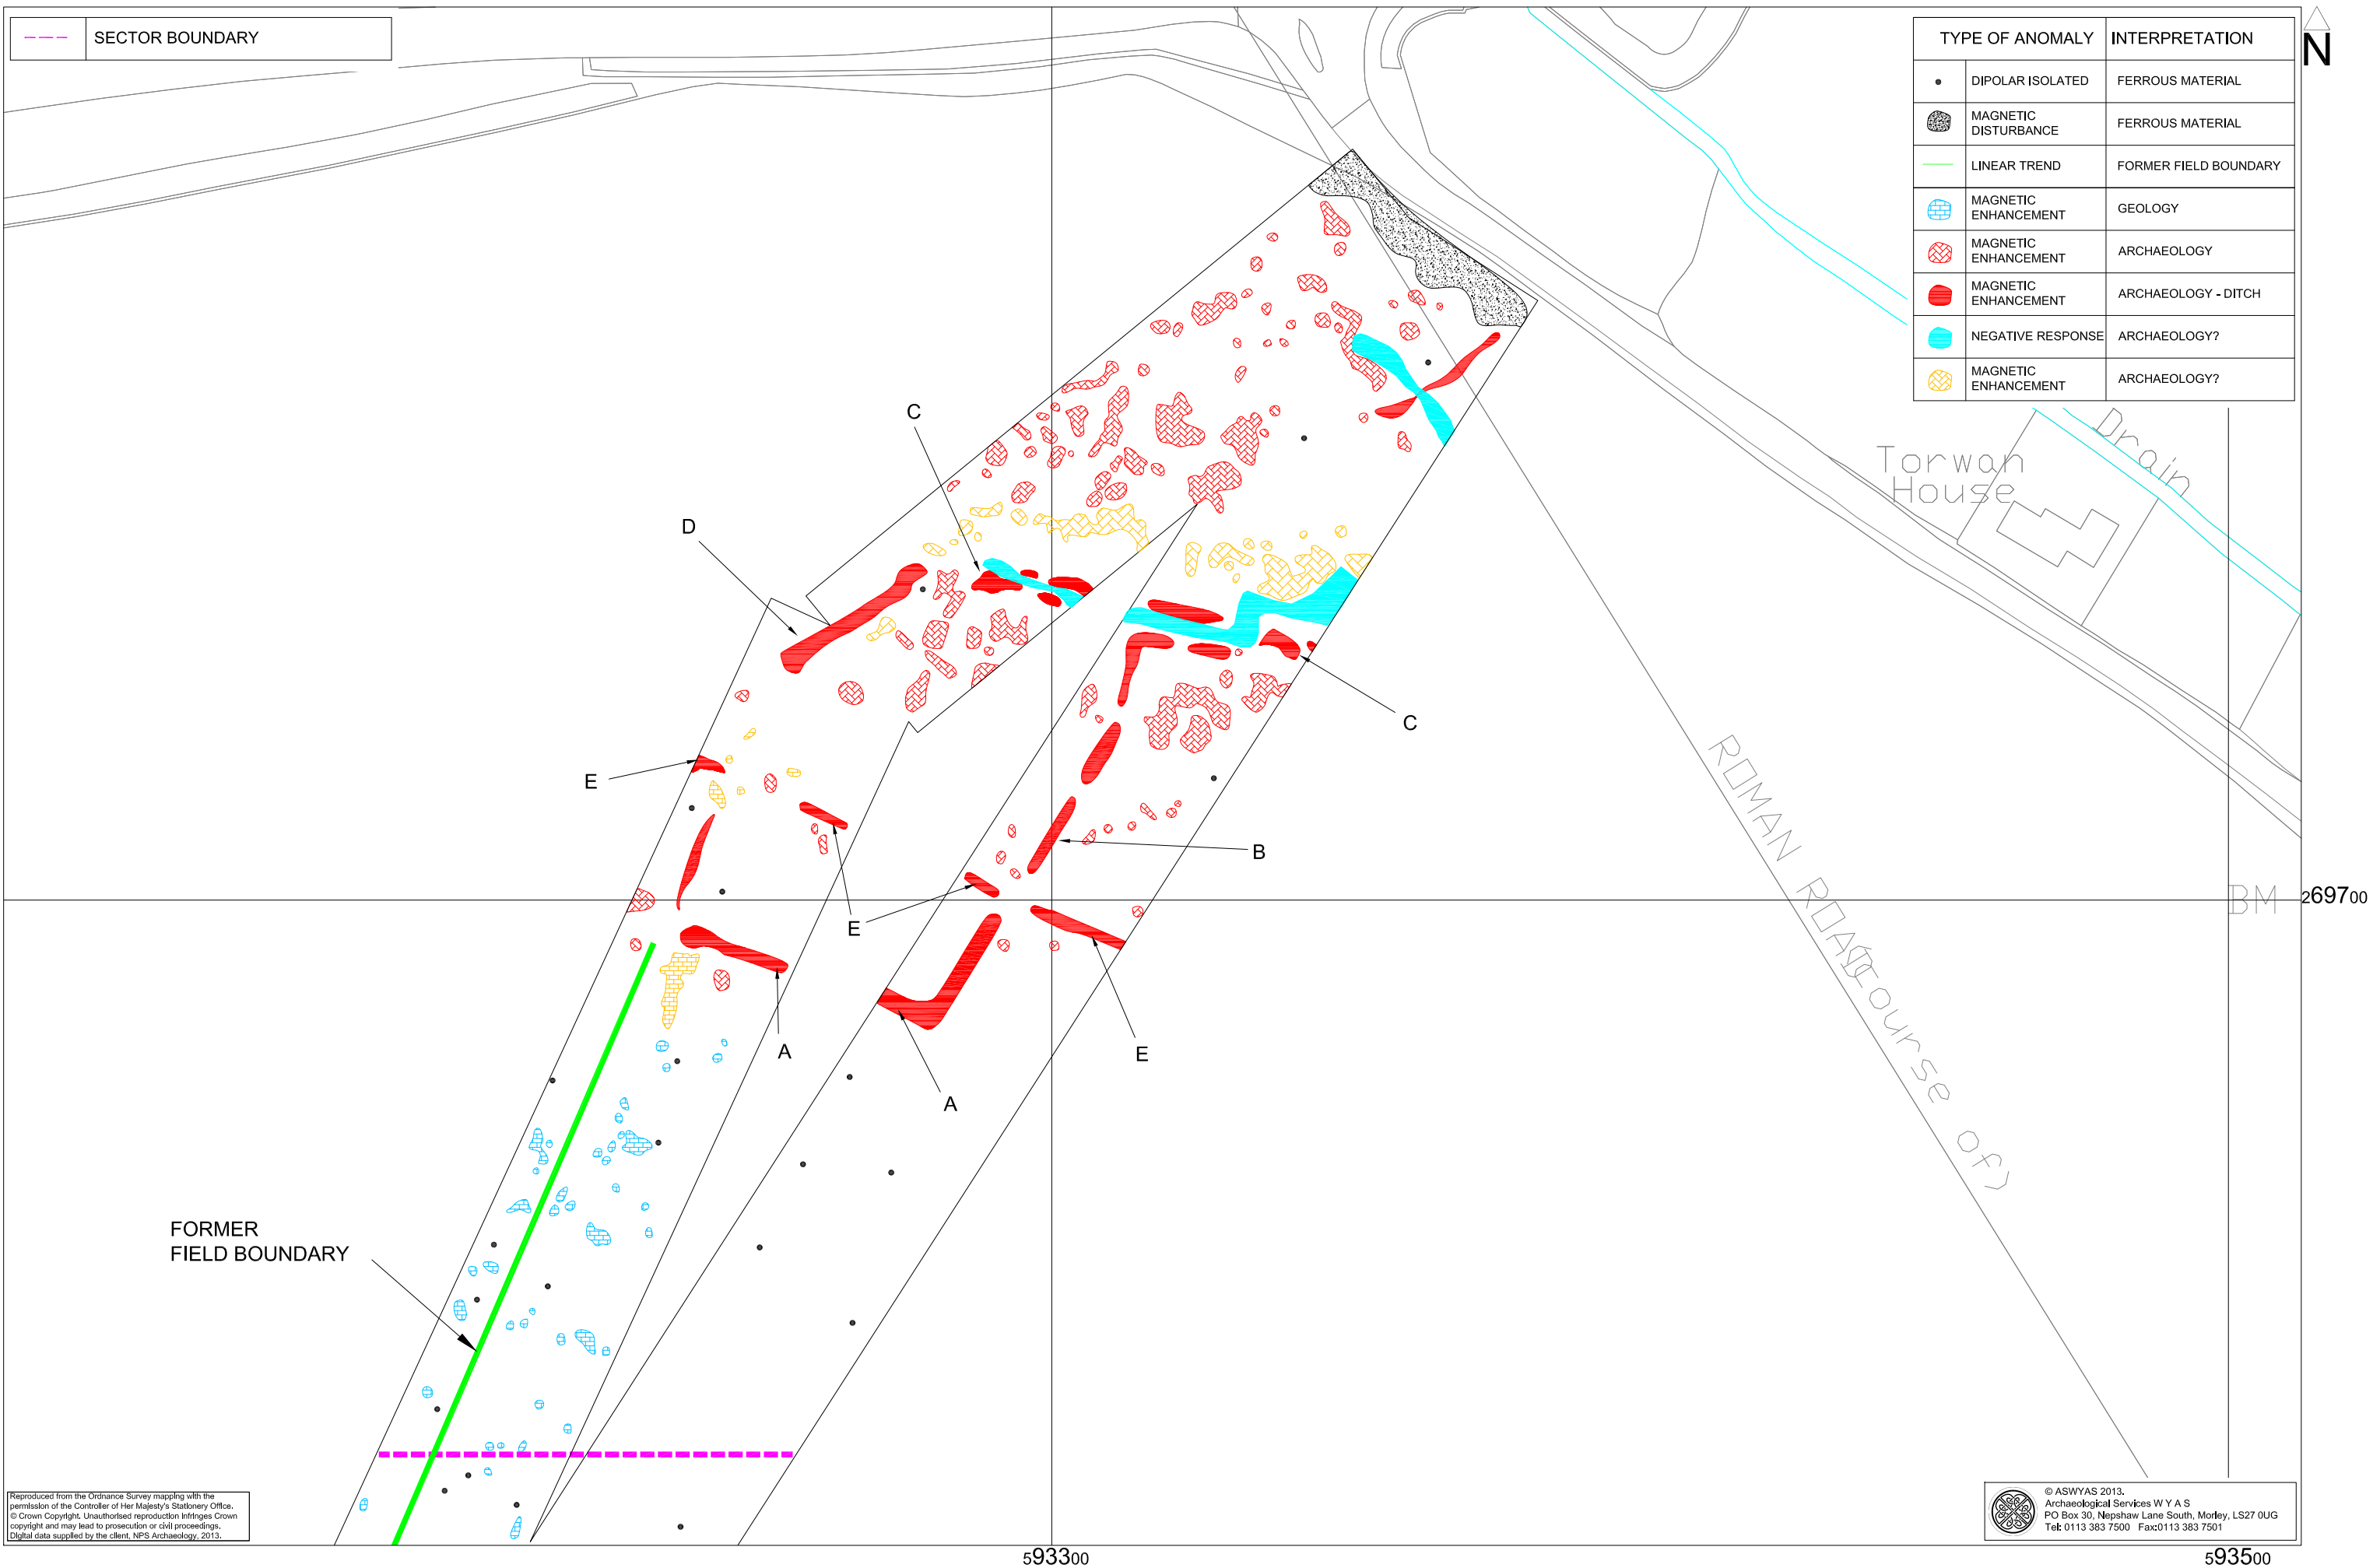 SECTOR BOUNDARY
TYPE OF ANOMALY INTERPRETATION
DIPOLAR ISOLATED FERROUS MATERIAL
MAGNETIC
DISTURBANCE
FERROUS MATERIAL
LINEAR TREND FORMER FIELD BOUNDARY
MAGNETIC
ENHANCEMENT
GEOLOGY
MAGNETIC
ENHANCEMENT
ARCHAEOLOGY
MAGNETIC
ENHANCEMENT
ARCHAEOLOGY - DITCH
NEGATIVE RESPONSE ARCHAEOLOGY?
MAGNETIC
ENHANCEMENT
ARCHAEOLOGY?
N
C
D
Torwan
House
Drain
C
E
B
E
ROMAN ROAD
(Course of)
BM
269700
A
E
A
FORMER
FIELD BOUNDARY
Reproduced from the Ordnance Survey mapping with the
permission of the Controller of Her Majesty's Stationery Office.
© Crown Copyright. Unauthorised reproduction infringes Crown
copyright and may lead to prosecution or civil proceedings.
Digital data supplied by the client, NPS Archaeology, 2013.
© ASWYAS 2013.
Archaeological Services W Y A S
PO Box 30, Nepshaw Lane South, Morley, LS27 0UG
Tel: 0113 383 7500 Fax:0113 383 7501
593300
593500